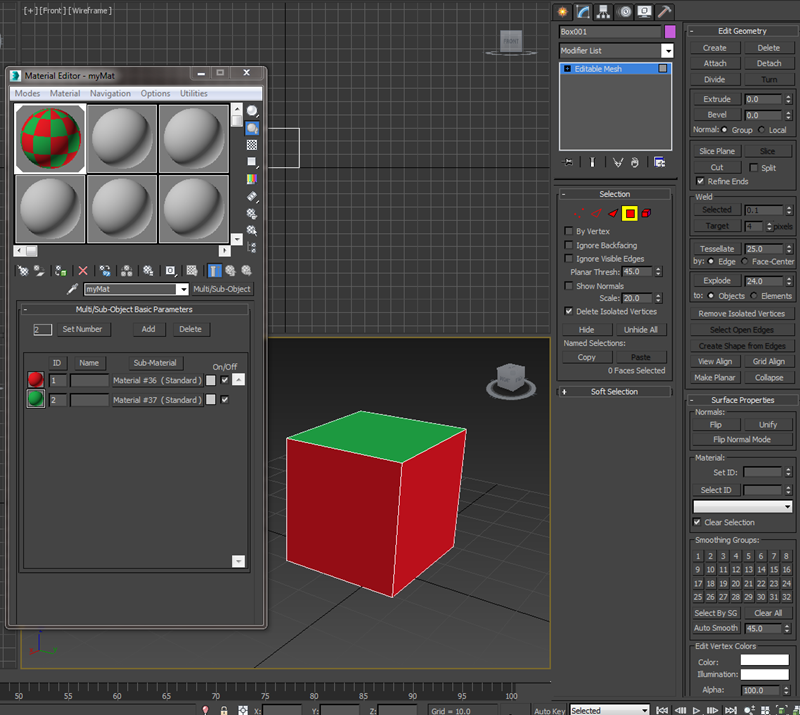 [+][Front][Wireframe]
FRONT
Material Editor - myMat
Modes Material Navigation Options Utilities
myMat
Multi/Sub-Object
- Multi/Sub-Object Basic Parameters
2 Set Number Add Delete
ID Name Sub-Material On/Off
1 Material #36 ( Standard )
2 Material #37 ( Standard )
Box001
Modifier List
Editable Mesh
- Selection
By Vertex
Ignore Backfacing
Ignore Visible Edges
Planar Thresh: 45.0
Show Normals
Scale: 20.0
Delete Isolated Vertices
Hide Unhide All
Named Selections:
Copy Paste
0 Faces Selected
+ Soft Selection
- Edit Geometry
Create Delete
Attach Detach
Divide Turn
Extrude 0.0
Bevel 0.0
Normal: Group Local
Slice Plane Slice
Cut Split
Refine Ends
Weld
Selected 0.1
Target 4 pixels
Tessellate 25.0
by: Edge Face-Center
Explode 24.0
to: Objects Elements
Remove Isolated Vertices
Select Open Edges
Create Shape from Edges
View Align Grid Align
Make Planar Collapse
- Surface Properties
Normals:
Flip Unify
Flip Normal Mode
Material:
Set ID:
Select ID
Clear Selection
Smoothing Groups:
1 2 3 4 5 6 7 8
9 10 11 12 13 14 15 16
17 18 19 20 21 22 23 24
25 26 27 28 29 30 31 32
Select By SG Clear All
Auto Smooth 45.0
Edit Vertex Colors
Color:
Illumination:
Alpha: 100.0
50 55 60 65 70 75 80 85 90 95 100
X: Y: Z: Grid = 10.0 Auto Key Selected